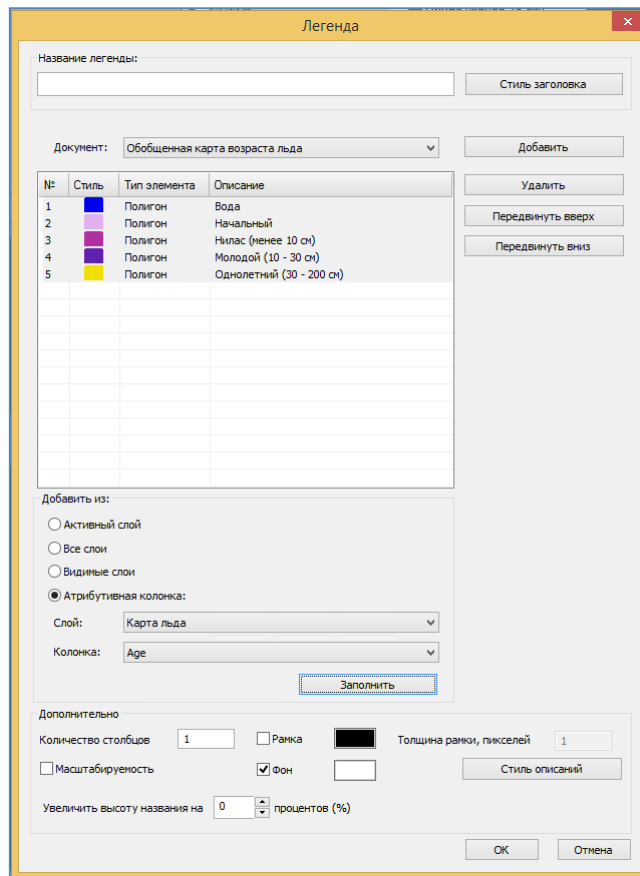 Легенда
Название легенды:
Стиль заголовка
Документ: Обобщенная карта возраста льда Добавить
№ Стиль Тип элемента Описание Удалить
1 Полигон Вода
2 Полигон Начальный Передвинуть вверх
3 Полигон Нилас (менее 10 см)
4 Полигон Молодой (10 - 30 см) Передвинуть вниз
5 Полигон Однолетний (30 - 200 см)
Добавить из:
Активный слой
Все слои
Видимые слои
Атрибутивная колонка:
Слой: Карта льда
Колонка: Age
Заполнить
Дополнительно
Количество столбцов 1 Рамка Толщина рамки, пикселей 1
Масштабируемость Фон Стиль описаний
Увеличить высоту названия на 0 процентов (%)
OK Отмена